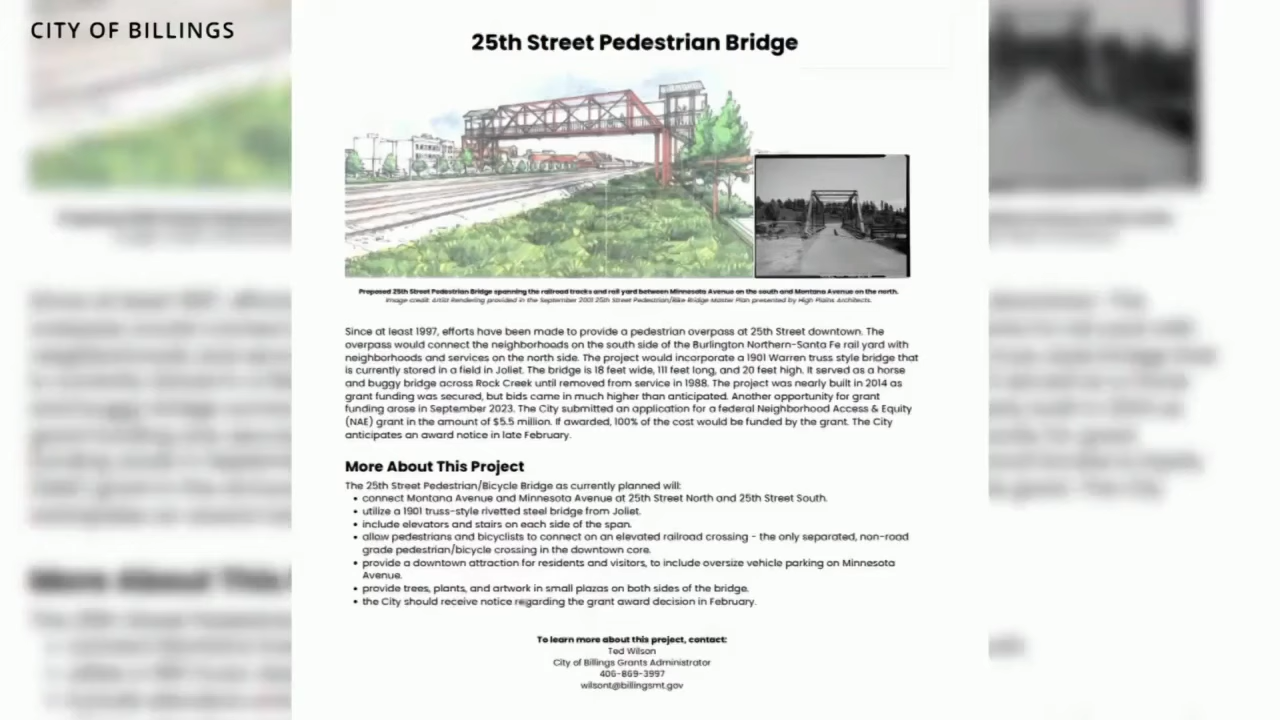 CITY OF BILLINGS
25th Street Pedestrian Bridge
Proposed 25th Street Pedestrian Bridge spanning the railroad tracks and rail yard between Minnesota Avenue on the south and Montana Avenue on the north.
Image credit: Artist Rendering provided in the September 2003 25th Street Pedestrian/Bike Bridge Master Plan presented by High Plains Architects.
Since at least 1997, efforts have been made to provide a pedestrian overpass at 25th Street downtown. The
overpass would connect the neighborhoods on the south side of the Burlington Northern-Santa Fe rail yard with
neighborhoods and services on the north side. The project would incorporate a 1901 Warren truss style bridge that
is currently stored in a field in Joliet. The bridge is 18 feet wide, 111 feet long, and 20 feet high. It served as a horse
and buggy bridge across Rock Creek until removed from service in 1988. The project was nearly built in 2014 as
grant funding was secured, but bids came in much higher than anticipated. Another opportunity for grant
funding arose in September 2023. The City submitted an application for a federal Neighborhood Access & Equity
(NAE) grant in the amount of $5.5 million. If awarded, 100% of the cost would be funded by the grant. The City
anticipates an award notice in late February.
More About This Project
The 25th Street Pedestrian/Bicycle Bridge as currently planned will:
• connect Montana Avenue and Minnesota Avenue at 25th Street North and 25th Street South.
• utilize a 1901 truss-style rivetted steel bridge from Joliet.
• include elevators and stairs on each side of the span.
• allow pedestrians and bicyclists to connect on an elevated railroad crossing - the only separated, non-road
grade pedestrian/bicycle crossing in the downtown core.
• provide a downtown attraction for residents and visitors, to include oversize vehicle parking on Minnesota
Avenue.
• provide trees, plants, and artwork in small plazas on both sides of the bridge.
• the City should receive notice regarding the grant award decision in February.
To learn more about this project, contact:
Ted Wilson
City of Billings Grants Administrator
406-869-3997
wilsont@billingsmt.gov